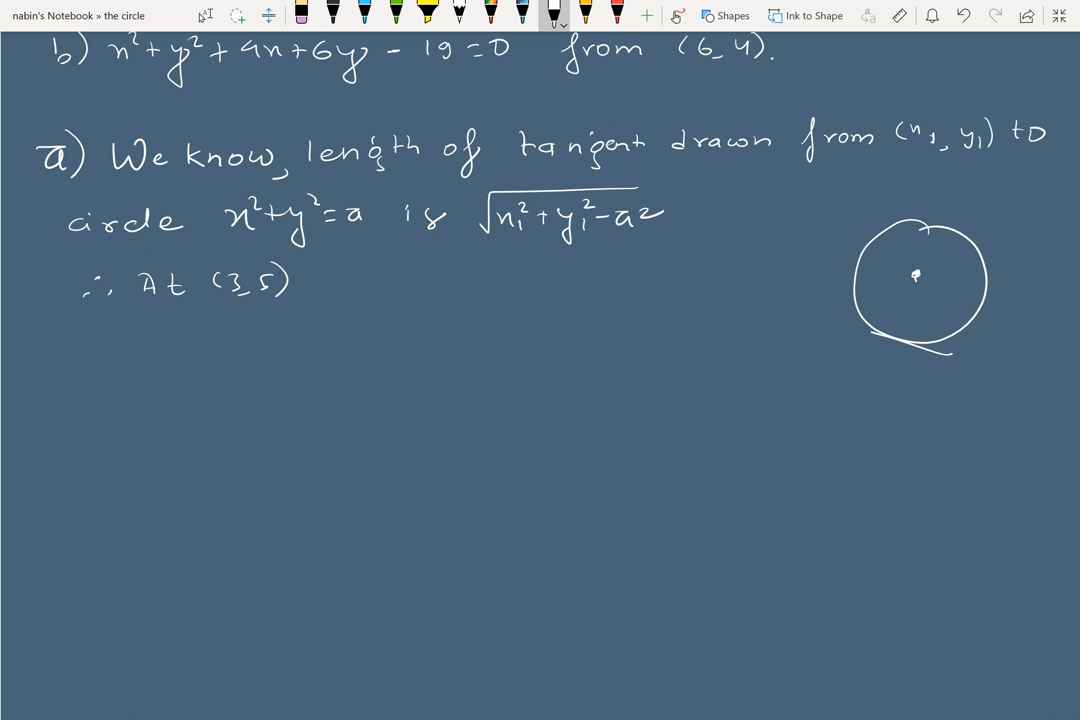 nabin's Notebook » the circle
Shapes Ink to Shape
b) x² + y² + 4x + 6y - 19 = 0 from (6, 4).
a) We know, length of tangent drawn from (x₁, y₁) to
circle x² + y² = a is √x₁² + y₁² - a²
∴ At (3, 5)